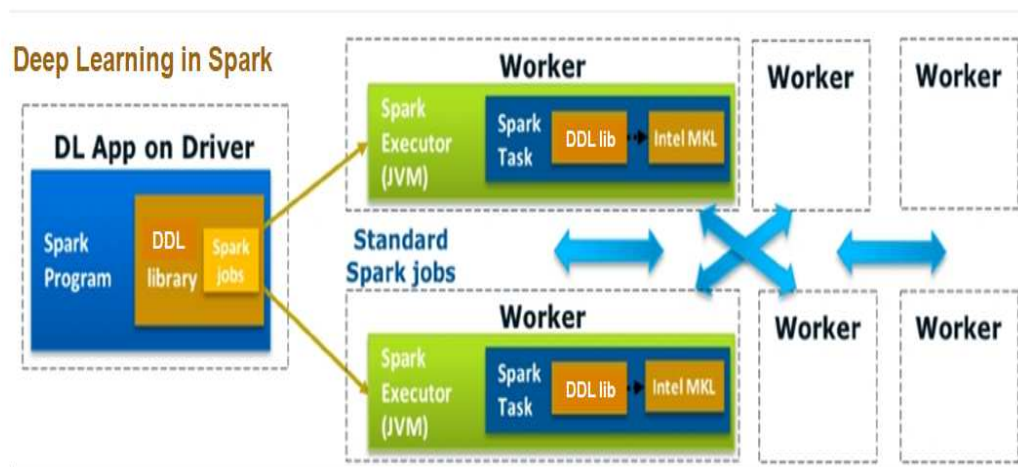 Deep Learning in Spark
DL App on Driver
Spark
Program
DDL
library
Spark
jobs
Worker
Spark
Executor
(JVM)
Spark
Task
DDL lib
Intel MKL
Worker
Worker
Standard
Spark jobs
Worker
Spark
Executor
(JVM)
Spark
Task
DDL lib
Intel MKL
Worker
Worker